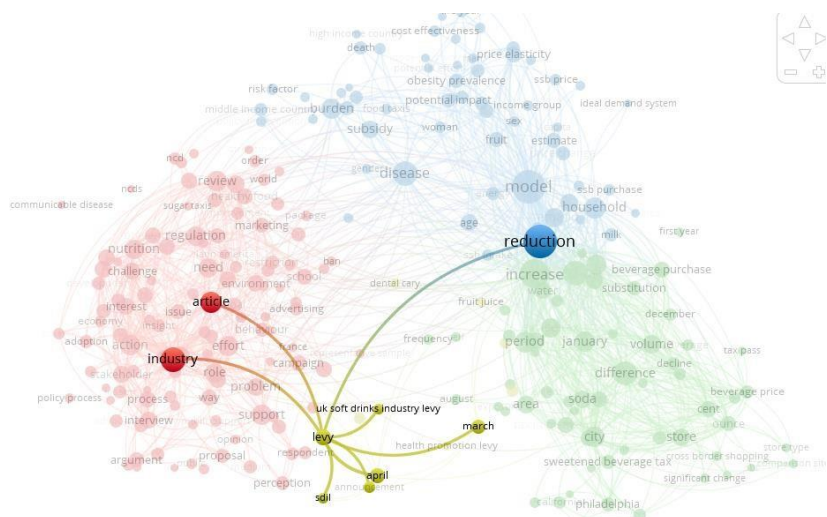 high income country
cost effectiveness
death
price elasticity
obesity prevalence
ssb price
risk factor
potential impact
income group
ideal demand system
middle income country
burden
food taxes
subsidy
woman
sex
fruit
estimate
ncd
order
gender
disease
model
review
world
ncds
ssb purchase
communicable disease
sugar taxis
household
package
marketing
age
milk
regulation
first year
nutrition
reduction
ban
challenge
need
increase
beverage purchase
school
environment
dental cary
water
substitution
article
interest
issue
advertising
fruit juice
december
economy
insight
behaviour
adoption
action
effort
france
frequency
period
january
volume
industry
campaign
decline
tax pass
stakeholder
role
difference
problem
policy process
process
way
august
beverage price
uk soft drinks industry levy
area
soda
cent
interview
support
march
ounce
opinion
levy
city
store
health promotion levy
respondent
store type
argument
proposal
cross border shopping
sweetened beverage tax
april
perception
significant change
announcement
sdil
california
philadelphia